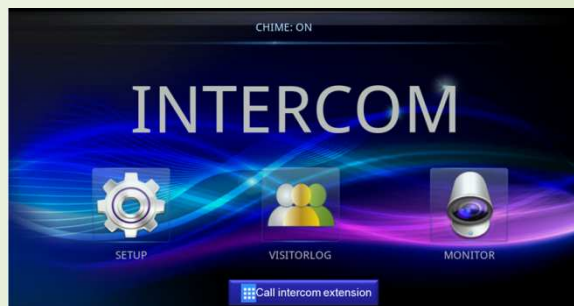 CHIME: ON
INTERCOM
SETUP
VISITORLOG
MONITOR
Call intercom extension